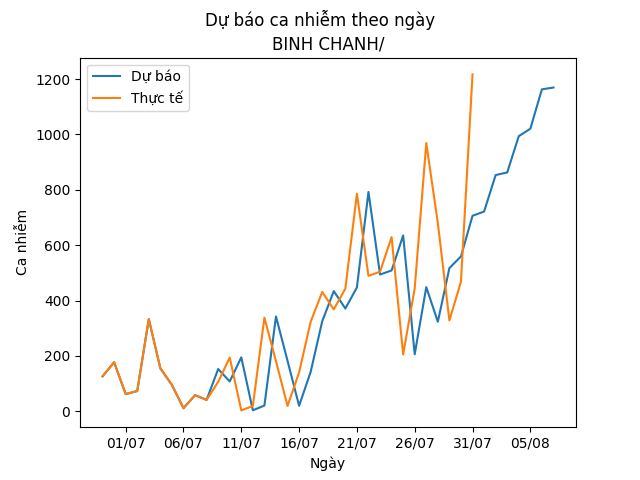 Dự báo ca nhiễm theo ngày
BINH CHANH/
Dự báo
Thực tế
1200
1000
800
600
400
200
0
Ca nhiễm
01/07 06/07 11/07 16/07 21/07 26/07 31/07 05/08
Ngày